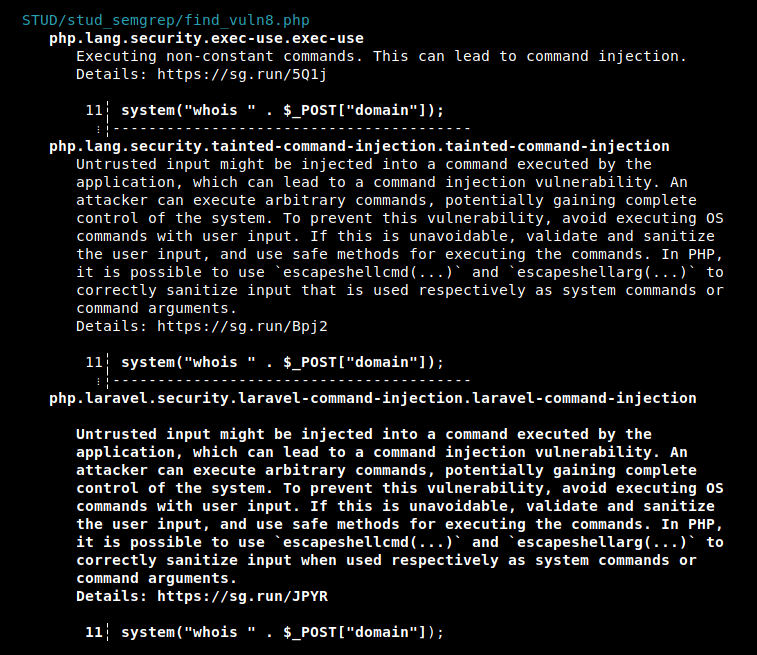 STUD/stud_semgrep/find_vuln8.php
php.lang.security.exec-use.exec-use
Executing non-constant commands. This can lead to command injection.
Details: https://sg.run/5Q1j
11┆ system("whois " . $_POST["domain"]);
⋮┆----------------------------------------
php.lang.security.tainted-command-injection.tainted-command-injection
Untrusted input might be injected into a command executed by the
application, which can lead to a command injection vulnerability. An
attacker can execute arbitrary commands, potentially gaining complete
control of the system. To prevent this vulnerability, avoid executing OS
commands with user input. If this is unavoidable, validate and sanitize
the user input, and use safe methods for executing the commands. In PHP,
it is possible to use `escapeshellcmd(...)` and `escapeshellarg(...)` to
correctly sanitize input that is used respectively as system commands or
command arguments.
Details: https://sg.run/Bpj2
11┆ system("whois " . $_POST["domain"]);
⋮┆----------------------------------------
php.laravel.security.laravel-command-injection.laravel-command-injection
Untrusted input might be injected into a command executed by the
application, which can lead to a command injection vulnerability. An
attacker can execute arbitrary commands, potentially gaining complete
control of the system. To prevent this vulnerability, avoid executing OS
commands with user input. If this is unavoidable, validate and sanitize
the user input, and use safe methods for executing the commands. In PHP,
it is possible to use `escapeshellcmd(...)` and `escapeshellarg(...)` to
correctly sanitize input when used respectively as system commands or
command arguments.
Details: https://sg.run/JPYR
11┆ system("whois " . $_POST["domain"]);